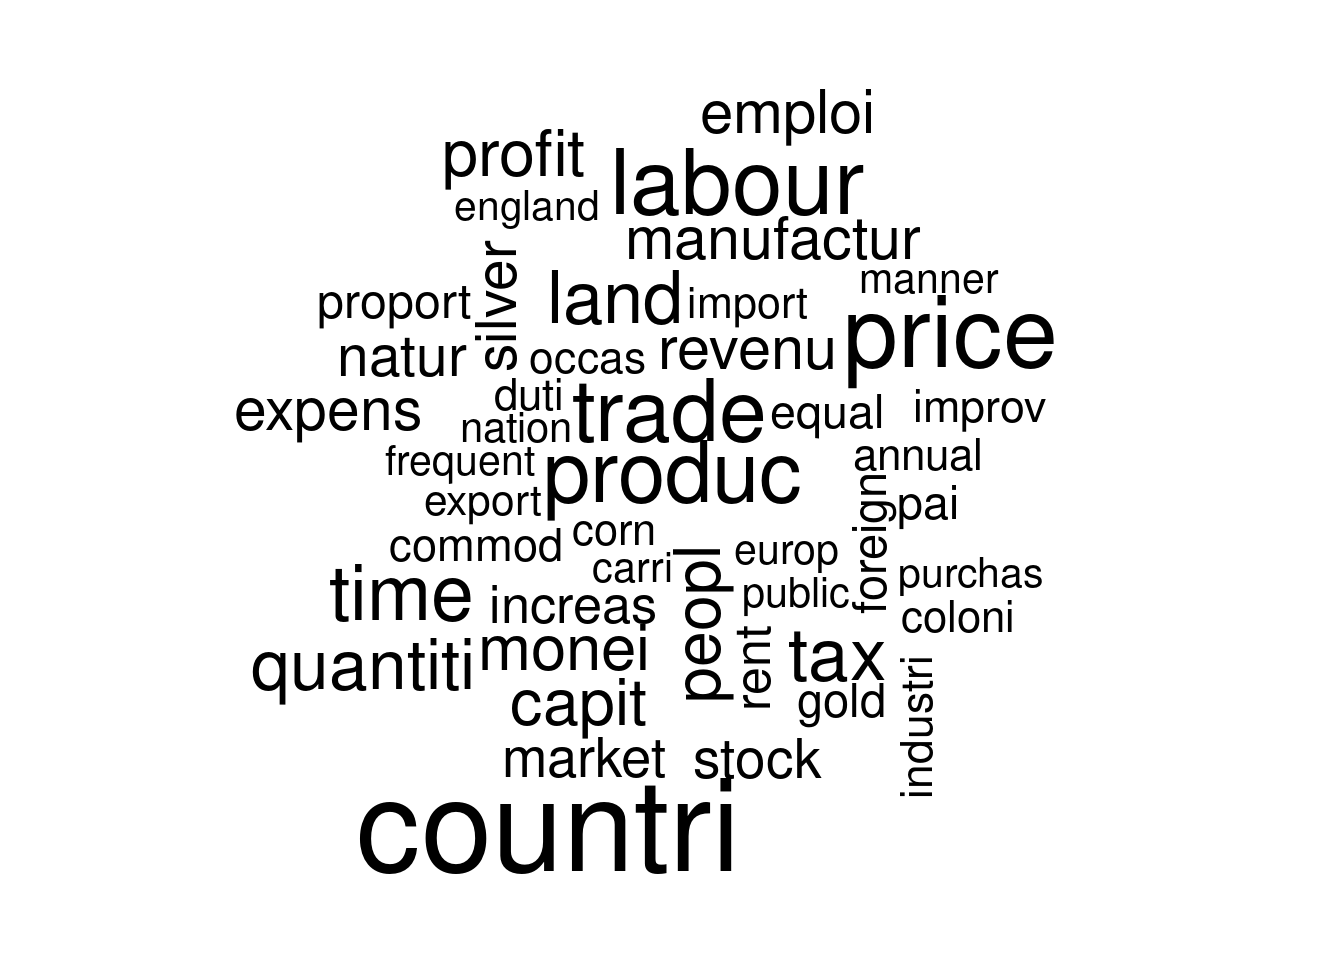 emploi
profit
labour
england
manufactur
silver
manner
proport
land
import
price
natur
occas
revenu
duti
expens
trade
equal
improv
nation
frequent
produc
annual
export
foreign
pai
corn
commod
carri
peopl
europ
purchas
time
increas
public
coloni
quantiti
monei
rent
tax
capit
gold
industri
market
stock
countri